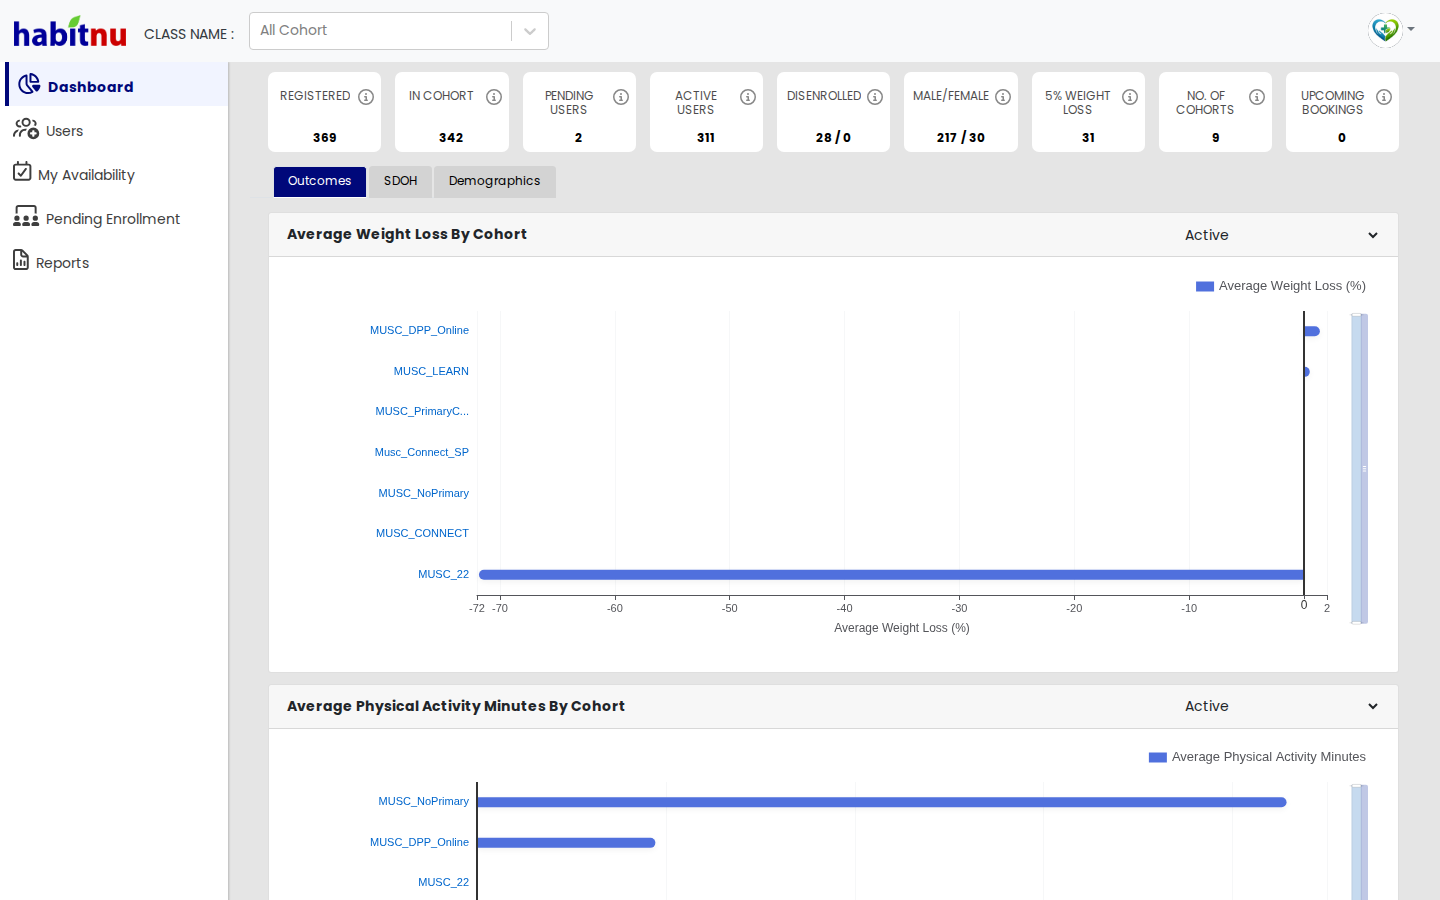 habitnu
CLASS NAME :
All Cohort
Dashboard
Users
My Availability
Pending Enrollment
Reports
REGISTERED
369
IN COHORT
342
PENDING
USERS
2
ACTIVE
USERS
311
DISENROLLED
28 / 0
MALE/FEMALE
217 / 30
5% WEIGHT
LOSS
31
NO. OF
COHORTS
9
UPCOMING
BOOKINGS
0
Outcomes
SDOH
Demographics
Average Weight Loss By Cohort
Active
Average Weight Loss (%)
MUSC_DPP_Online
MUSC_LEARN
MUSC_PrimaryC...
Musc_Connect_SP
MUSC_NoPrimary
MUSC_CONNECT
MUSC_22
-72 -70 -60 -50 -40 -30 -20 -10 0 2
Average Weight Loss (%)
Average Physical Activity Minutes By Cohort
Active
Average Physical Activity Minutes
MUSC_NoPrimary
MUSC_DPP_Online
MUSC_22